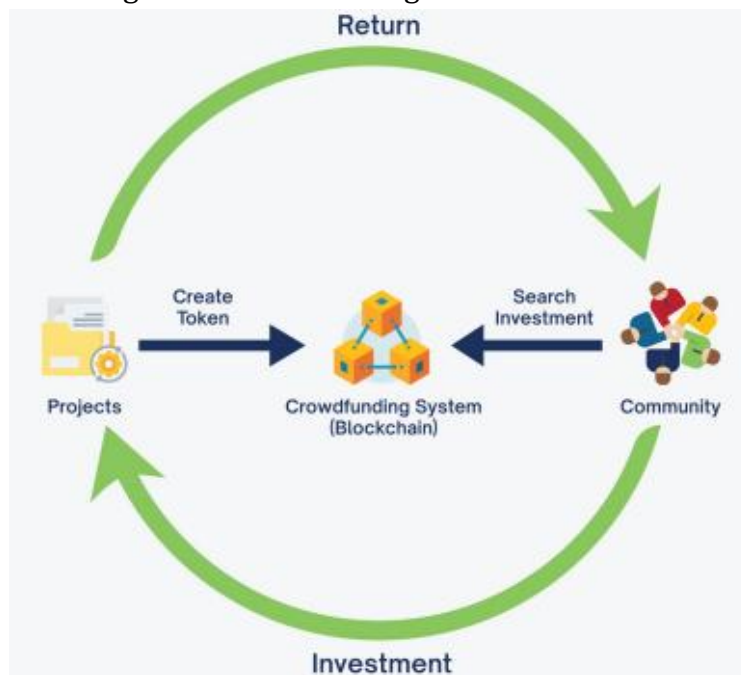 Return
Create
Token
Search
Investment
Projects
Crowdfunding System
(Blockchain)
Community
Investment